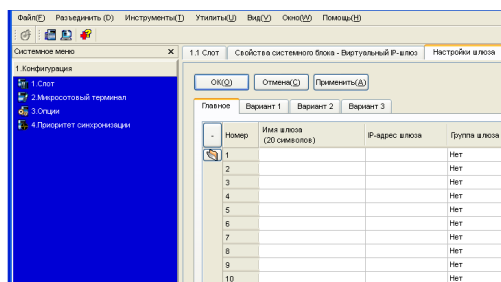 Файл(F) Разъединить (D) Инструменты(T) Утилиты(U) Вид(V) Окно(W) Помощь(H)
Системное меню x
1.Конфигурация
1.Слот
2.Микросотовый терминал
3.Опции
4.Приоритет синхронизации
1.1 Слот Свойства системного блока - Виртуальный IP-шлюз Настройки шлюза
ОК(O) Отмена(C) Применить(A)
Главное Вариант 1 Вариант 2 Вариант 3
- Номер Имя шлюза (20 символов) IP-адрес шлюза Группа шлюза
1 Нет
2 Нет
3 Нет
4 Нет
5 Нет
6 Нет
7 Нет
8 Нет
9 Нет
10 Нет